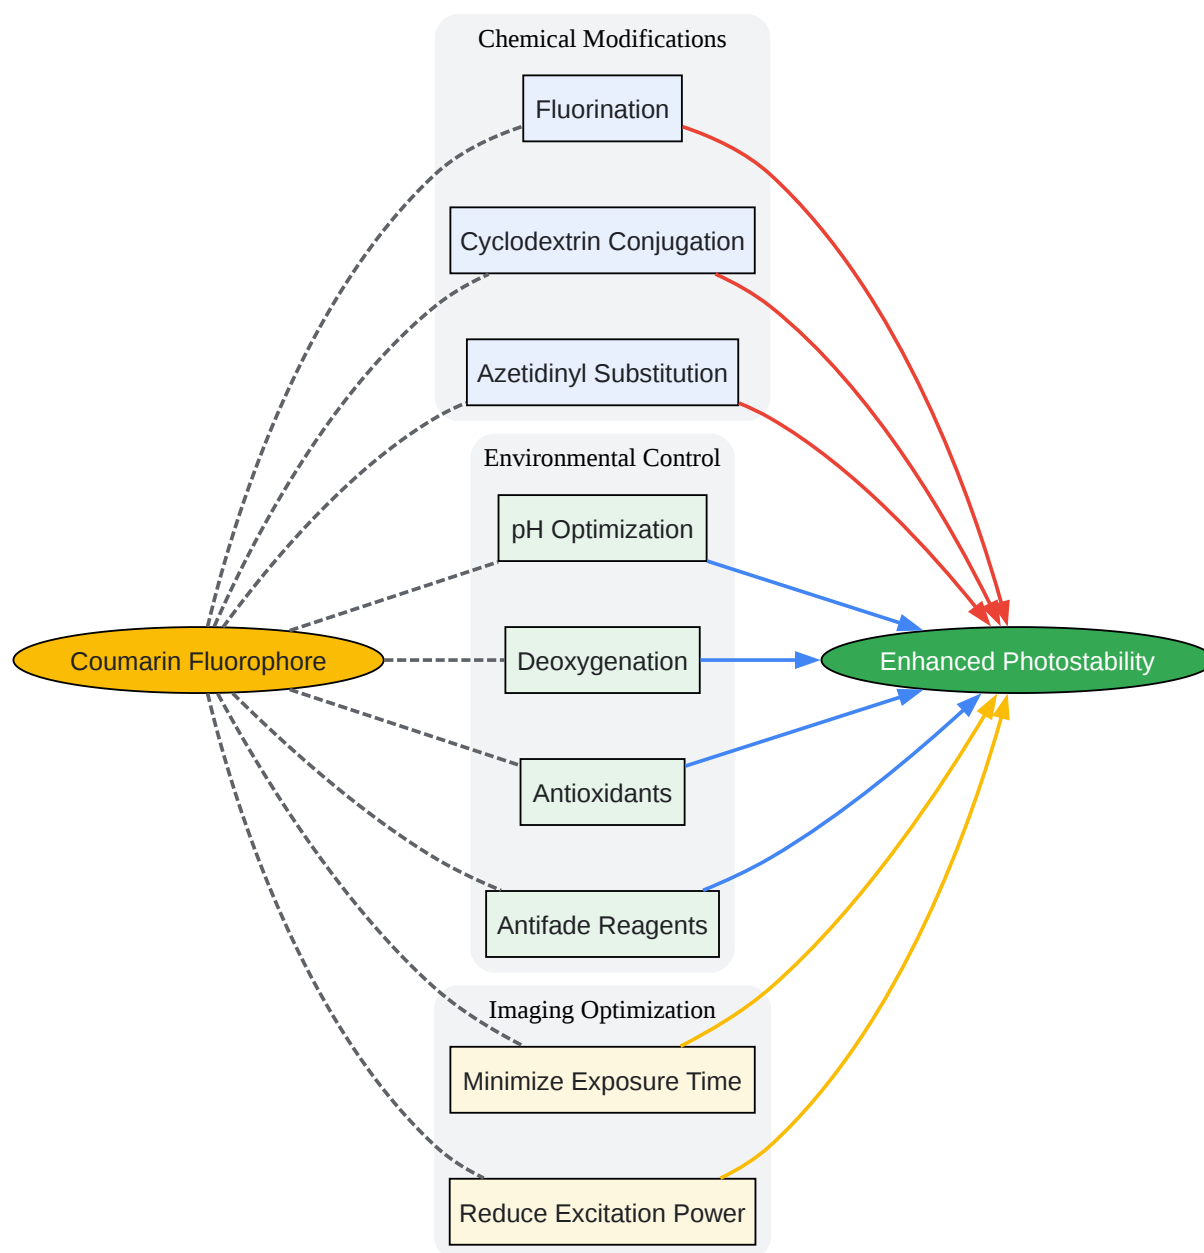 Chemical Modifications
Fluorination
Cyclodextrin Conjugation
Azetidinyl Substitution
Environmental Control
pH Optimization
Coumarin Fluorophore
Deoxygenation
Enhanced Photostability
Antioxidants
Antifade Reagents
Imaging Optimization
Minimize Exposure Time
Reduce Excitation Power